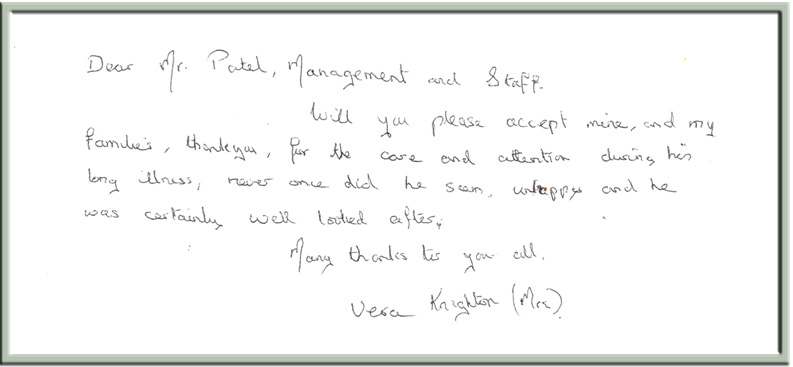 Dear Mr. Patel, Management and Staff.
Will you please accept mine, and my
familie's, thankyou, for the care and attention during his
long illness, never once did he seem, unhappy and he
was certainly well looked after,
Many thanks to you all.
Vera Knighton (Mrs)